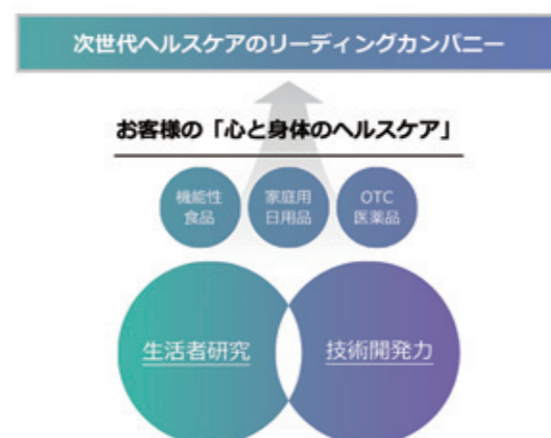 次世代ヘルスケアのリーディングカンパニー
お客様の「心と身体のヘルスケア」
機能性
食品
家庭用
日用品
OTC
医薬品
生活者研究
技術開発力